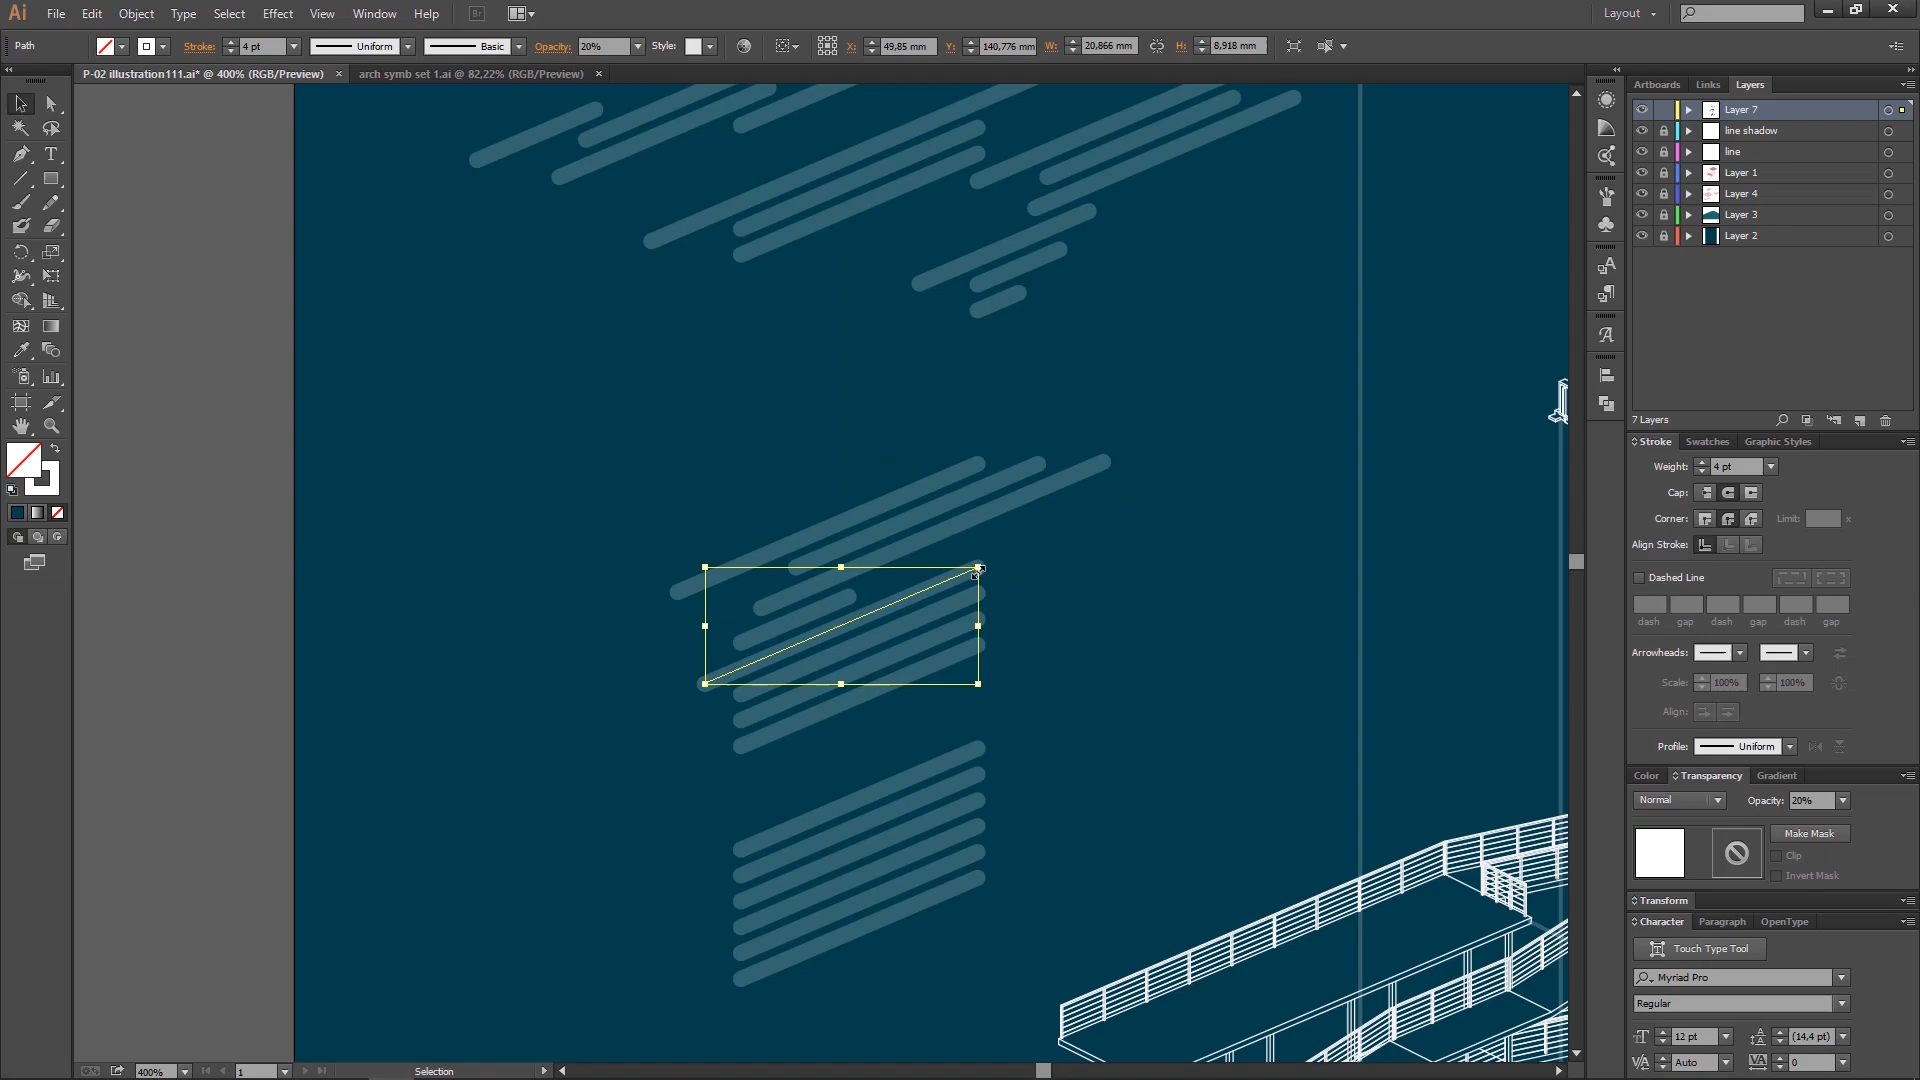 Ai File Edit Object Type Select Effect View Window Help Br Layout
Path Stroke: 4 pt Uniform Basic Opacity: 20% Style: X: 49,85 mm Y: 140,776 mm W: 20,866 mm H: 8,918 mm
P-02 illustration111.ai* @ 400% (RGB/Preview) × arch symb set 1.ai @ 82,22% (RGB/Preview) ×
Artboards Links Layers
Layer 7
line shadow
line
Layer 1
Layer 4
Layer 3
Layer 2
7 Layers
Stroke Swatches Graphic Styles
Weight: 4 pt
Cap:
Corner: Limit: x
Align Stroke:
Dashed Line
dash gap dash gap dash gap
Arrowheads:
Scale: 100% 100%
Align:
Profile: Uniform
Color Transparency Gradient
Normal Opacity: 20%
Make Mask
Clip
Invert Mask
Transform
Character Paragraph OpenType
Touch Type Tool
Myriad Pro
Regular
12 pt (14,4 pt)
Auto 0
400% 1 Selection